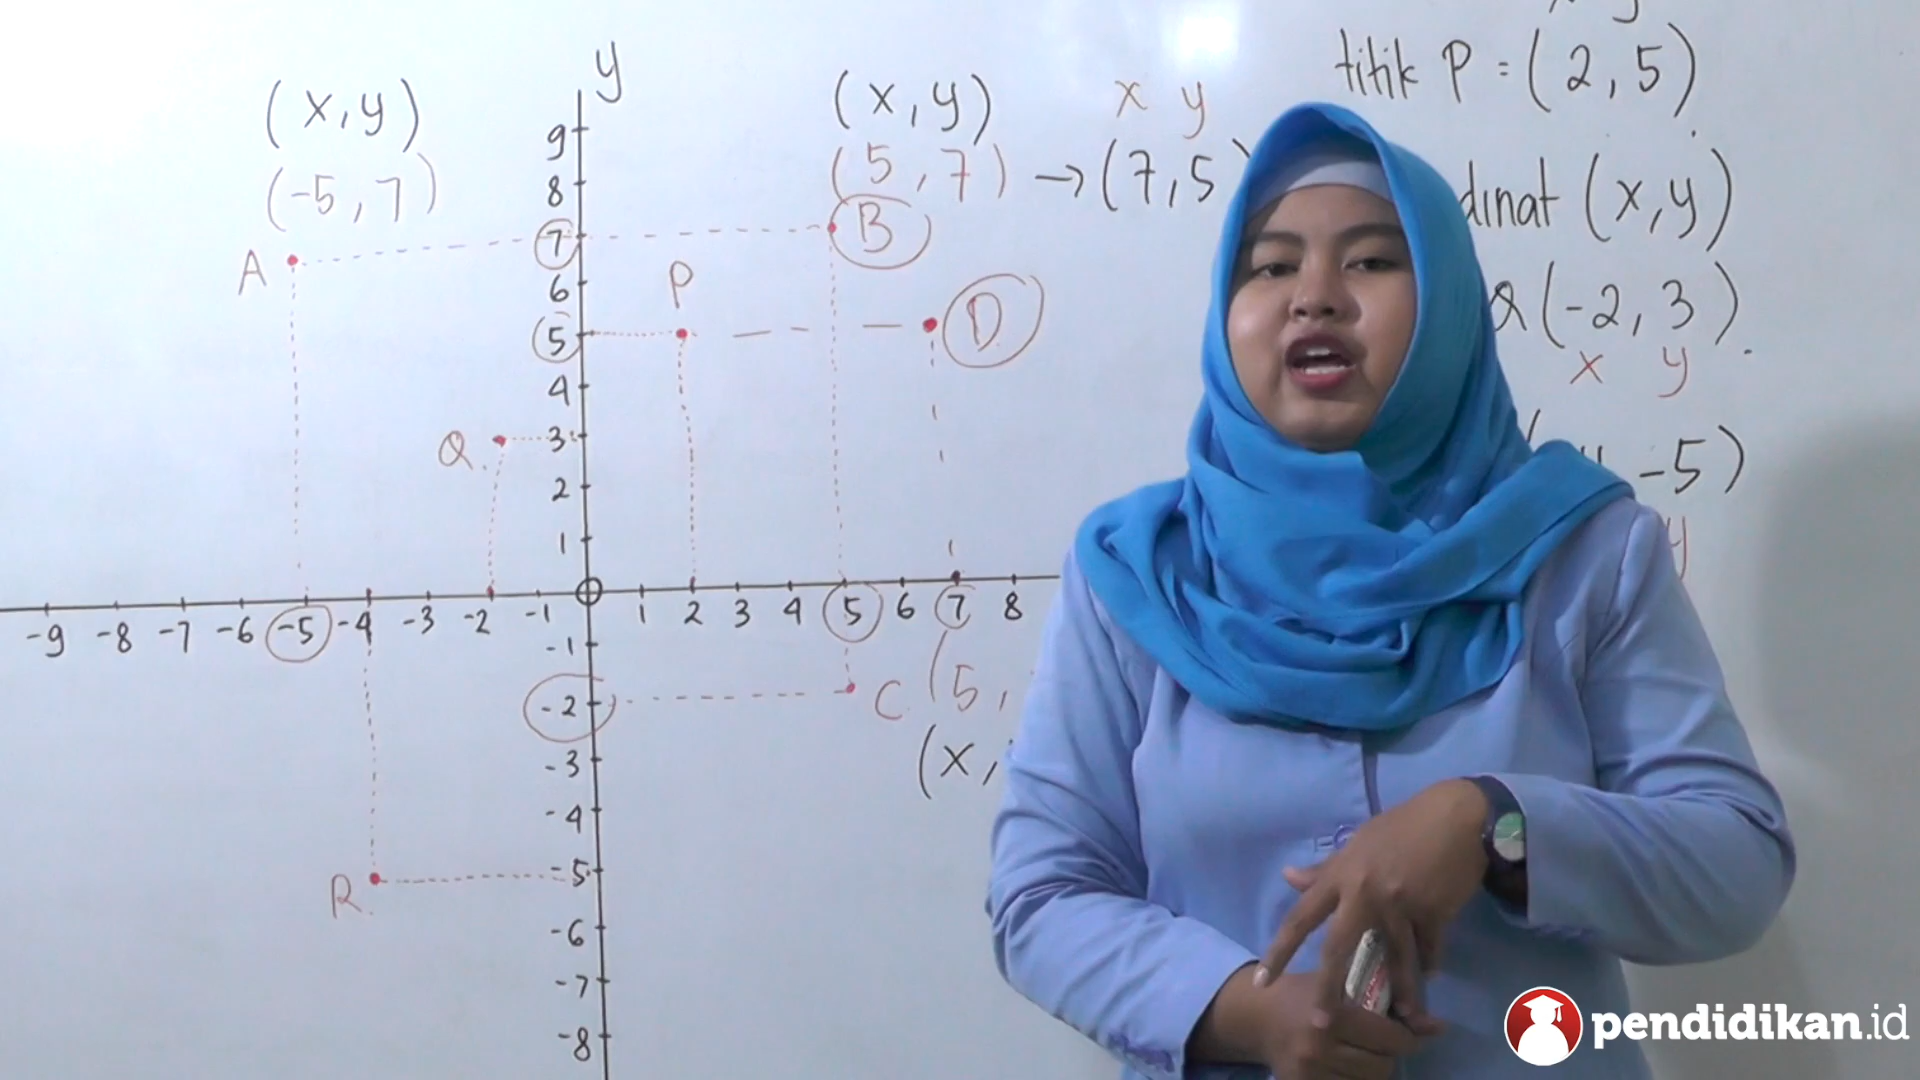 y
(x,y)
(-5,7)
(x,y)
(5,7) → (7,5
x y
titik P = (2,5)
dinat (x,y)
Q(-2,3)
x y
-5)
y
A
B
P
D
Q
C (5,
(x,
R
9
8
7
6
5
4
3
2
1
-9 -8 -7 -6 -5 -4 -3 -2 -1 1 2 3 4 5 6 7 8
-1
-2
-3
-4
-5
-6
-7
-8
pendidikan.id